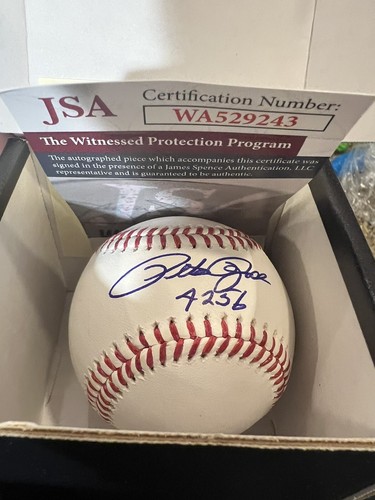 JSA
Certification Number:
WA529243
The Witnessed Protection Program
The autographed piece which accompanies this certificate was
signed in the presence of a James Spence Authentication, LLC
representative and is guaranteed to be authentic.
Pete Rose
4256